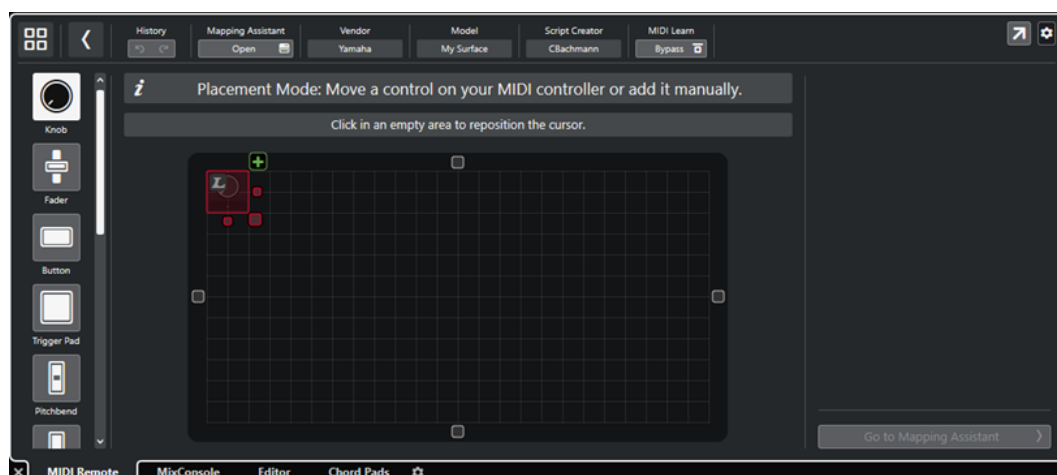 History
Mapping Assistant
Vendor
Model
Script Creator
MIDI Learn
Open
Yamaha
My Surface
CBachmann
Bypass
i
Placement Mode: Move a control on your MIDI controller or add it manually.
Click in an empty area to reposition the cursor.
Knob
Fader
Button
Trigger Pad
Pitchbend
L
Go to Mapping Assistant
MIDI Remote
MixConsole
Editor
Chord Pads